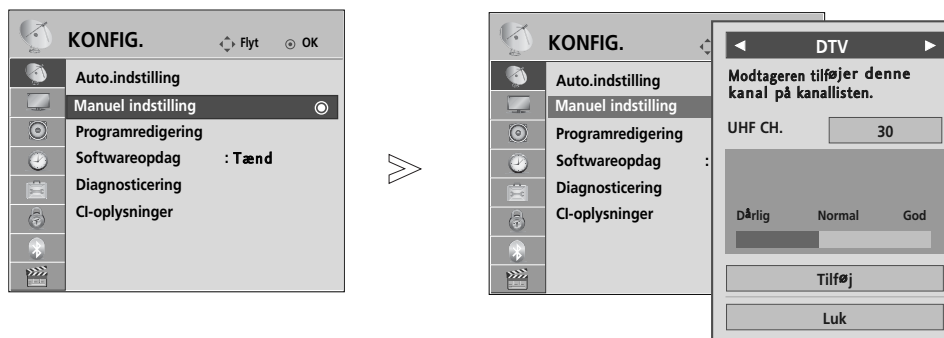 KONFIG. Flyt OK
Auto.indstilling
Manuel indstilling
Programredigering
Softwareopdag : Tænd
Diagnosticering
CI-oplysninger
KONFIG.
Auto.indstilling
Manuel indstilling
Programredigering
Softwareopdag :
Diagnosticering
CI-oplysninger
DTV
Modtageren tilføjer denne
kanal på kanallisten.
UHF CH. 30
Dårlig Normal God
Tilføj
Luk